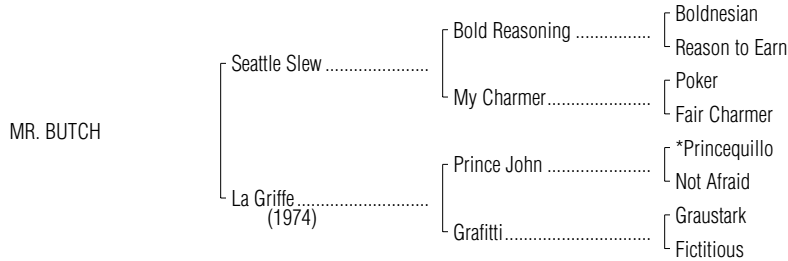 MR. BUTCH
Seattle Slew ......................
La Griffe............................
(1974)
Bold Reasoning ................
My Charmer......................
Prince John ......................
Grafitti...............................
Boldnesian
Reason to Earn
Poker
Fair Charmer
*Princequillo
Not Afraid
Graustark
Fictitious